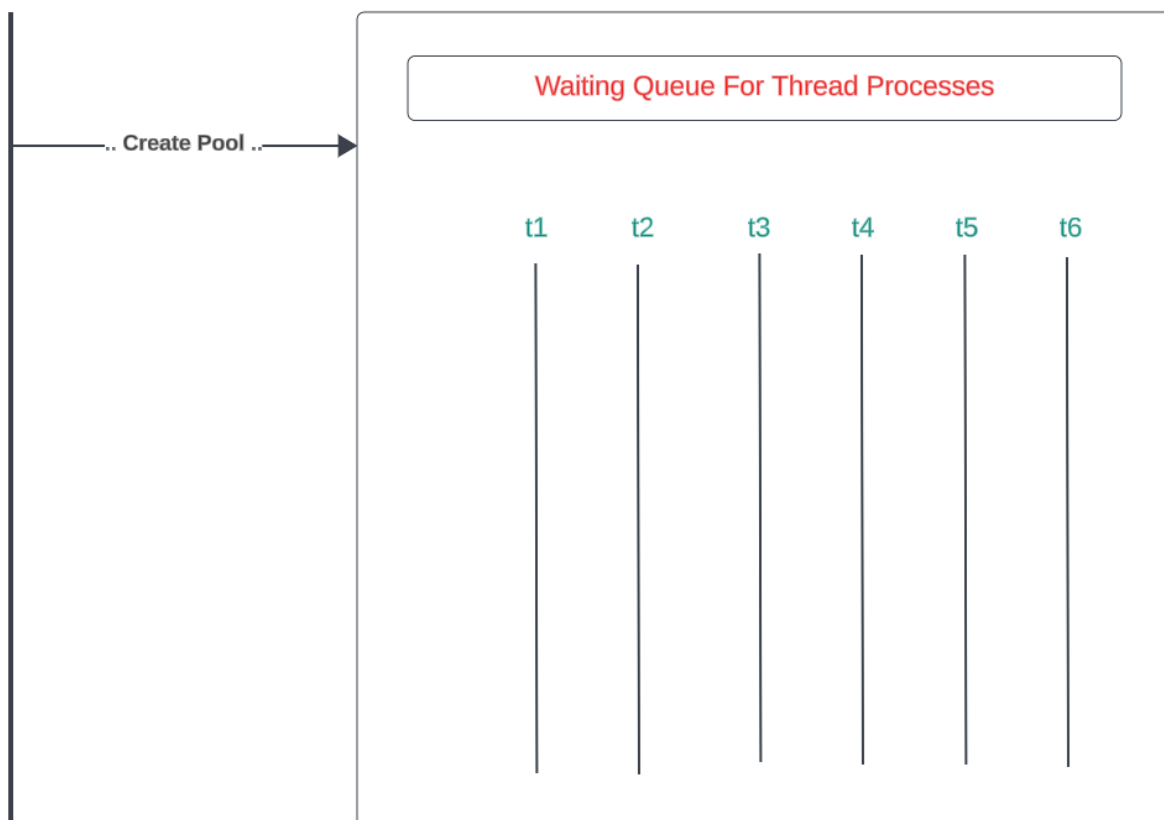 Waiting Queue For Thread Processes
.. Create Pool ..
t1 t2 t3 t4 t5 t6